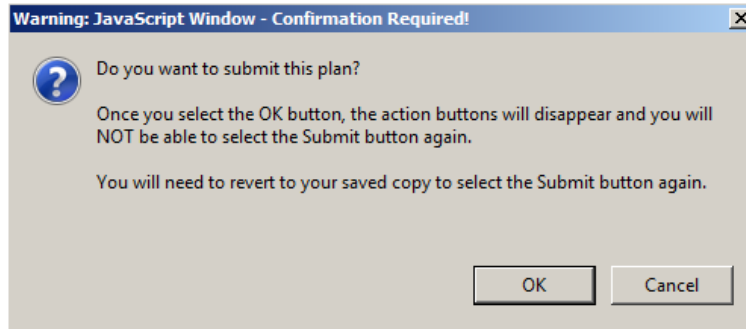 Warning: JavaScript Window - Confirmation Required!
Do you want to submit this plan?
Once you select the OK button, the action buttons will disappear and you will
NOT be able to select the Submit button again.
You will need to revert to your saved copy to select the Submit button again.
OK
Cancel